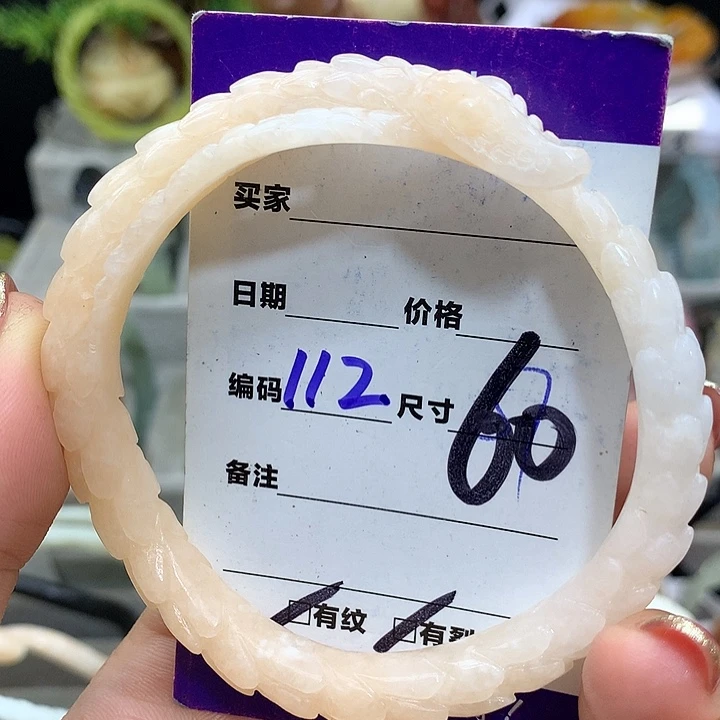 买家
日期 价格
编码 112 尺寸 60
备注
有纹 有裂